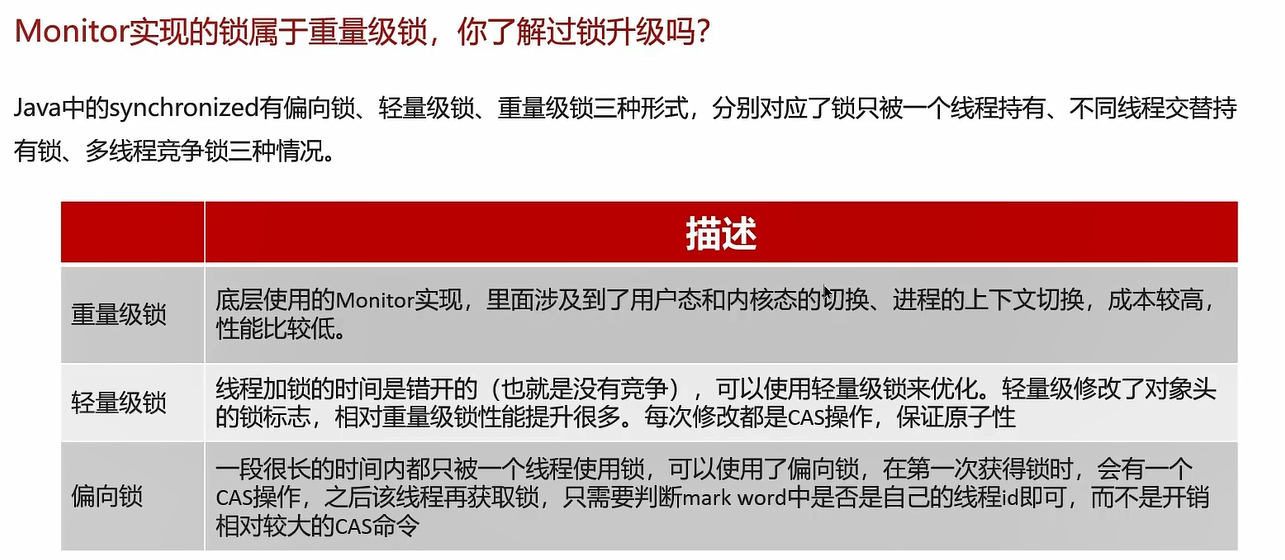 Monitor实现的锁属于重量级锁，你了解过锁升级吗？
Java中的synchronized有偏向锁、轻量级锁、重量级锁三种形式，分别对应了锁只被一个线程持有、不同线程交替持
有锁、多线程竞争锁三种情况。
描述
重量级锁
底层使用的Monitor实现，里面涉及到了用户态和内核态的切换、进程的上下文切换，成本较高，
性能比较低。
轻量级锁
线程加锁的时间是错开的（也就是没有竞争），可以使用轻量级锁来优化。轻量级修改了对象头
的锁标志，相对重量级锁性能提升很多。每次修改都是CAS操作，保证原子性
偏向锁
一段很长的时间内都只被一个线程使用锁，可以使用了偏向锁，在第一次获得锁时，会有一个
CAS操作，之后该线程再获取锁，只需要判断mark word中是否是自己的线程id即可，而不是开销
相对较大的CAS命令